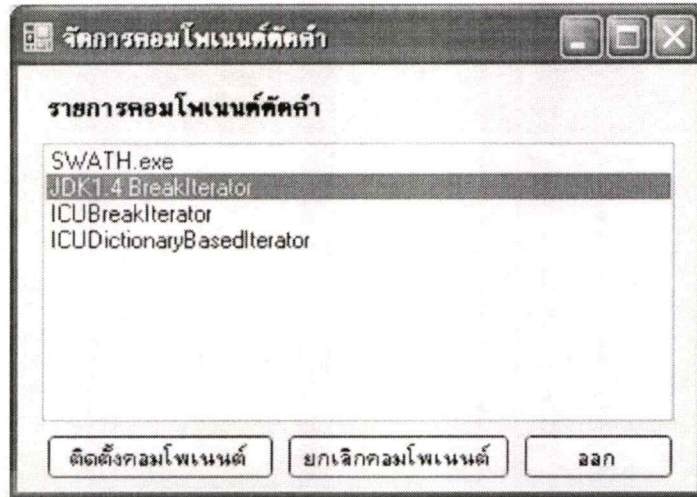 จัดการคอมโพเนนต์ตัดคำ
รายการคอมโพเนนต์ตัดคำ
SWATH.exe
JDK1.4 BreakIterator
ICUBreakIterator
ICUDictionaryBasedIterator
ติดตั้งคอมโพเนนต์ ยกเลิกคอมโพเนนต์ ออก